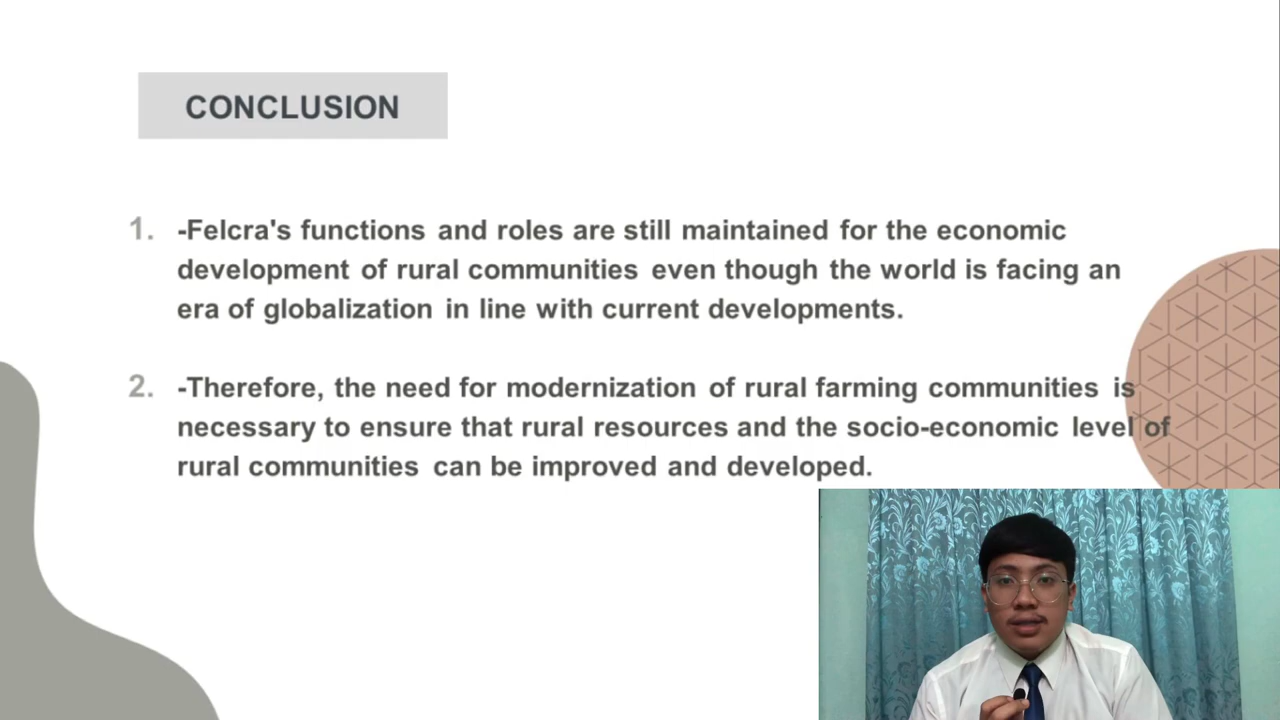 CONCLUSION
1. -Felcra's functions and roles are still maintained for the economic
development of rural communities even though the world is facing an
era of globalization in line with current developments.
2. -Therefore, the need for modernization of rural farming communities is
necessary to ensure that rural resources and the socio-economic level of
rural communities can be improved and developed.